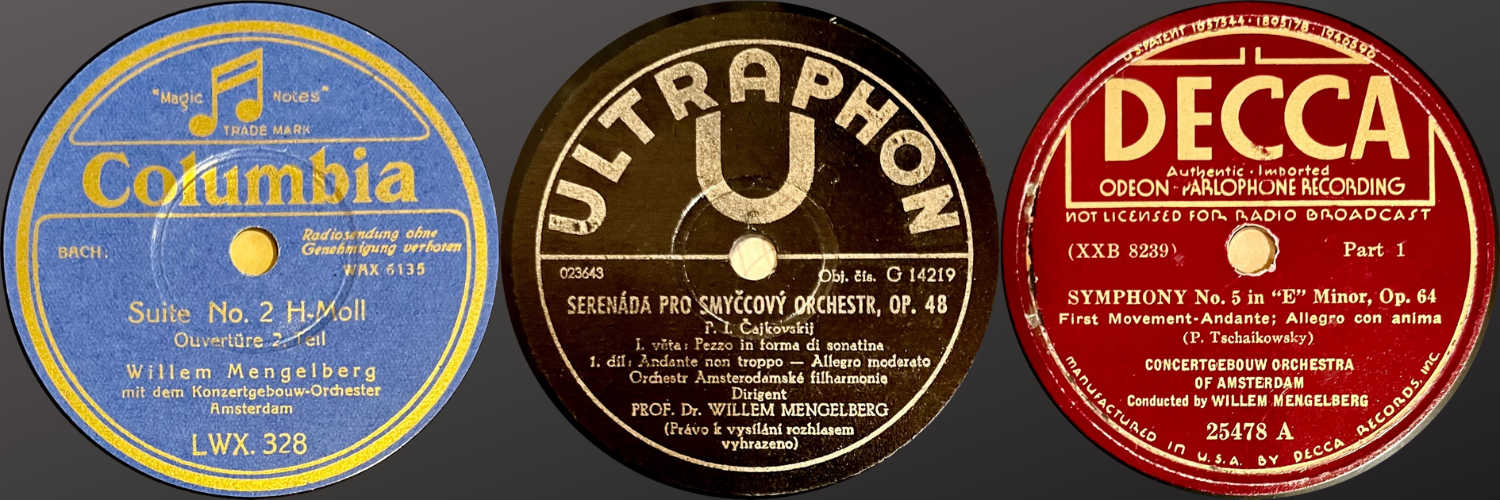 "Magic Notes"
TRADE MARK
Columbia
BACH:
Radiosendung ohne
Genehmigung verboten
WAX 6135
Suite No. 2 H-Moll
Ouvertüre 2. Teil
Willem Mengelberg
mit dem Konzertgebouw-Orchester
Amsterdam
LWX. 328
ULTRAPHON
U
023643
Obj. čís. G 14219
SERENÁDA PRO SMYČCOVÝ ORCHESTR, OP. 48
P. I. Čajkovskij
I. věta: Pezzo in forma di sonatina
1. díl: Andante non troppo — Allegro moderato
Orchestr Amsterodamské filharmonie
Dirigent
PROF. Dr. WILLEM MENGELBERG
(Právo k vysílání rozhlasem
vyhrazeno)
U.S. PATENT 1637544 · 1805178 · 1946596
DECCA
Authentic · Imported
ODEON - PARLOPHONE RECORDING
NOT LICENSED FOR RADIO BROADCAST
(XXB 8239)
Part 1
SYMPHONY No. 5 in "E" Minor, Op. 64
First Movement-Andante; Allegro con anima
(P. Tschaikowsky)
CONCERTGEBOUW ORCHESTRA
OF AMSTERDAM
Conducted by WILLEM MENGELBERG
25478 A
MANUFACTURED IN U.S.A. BY DECCA RECORDS, INC.